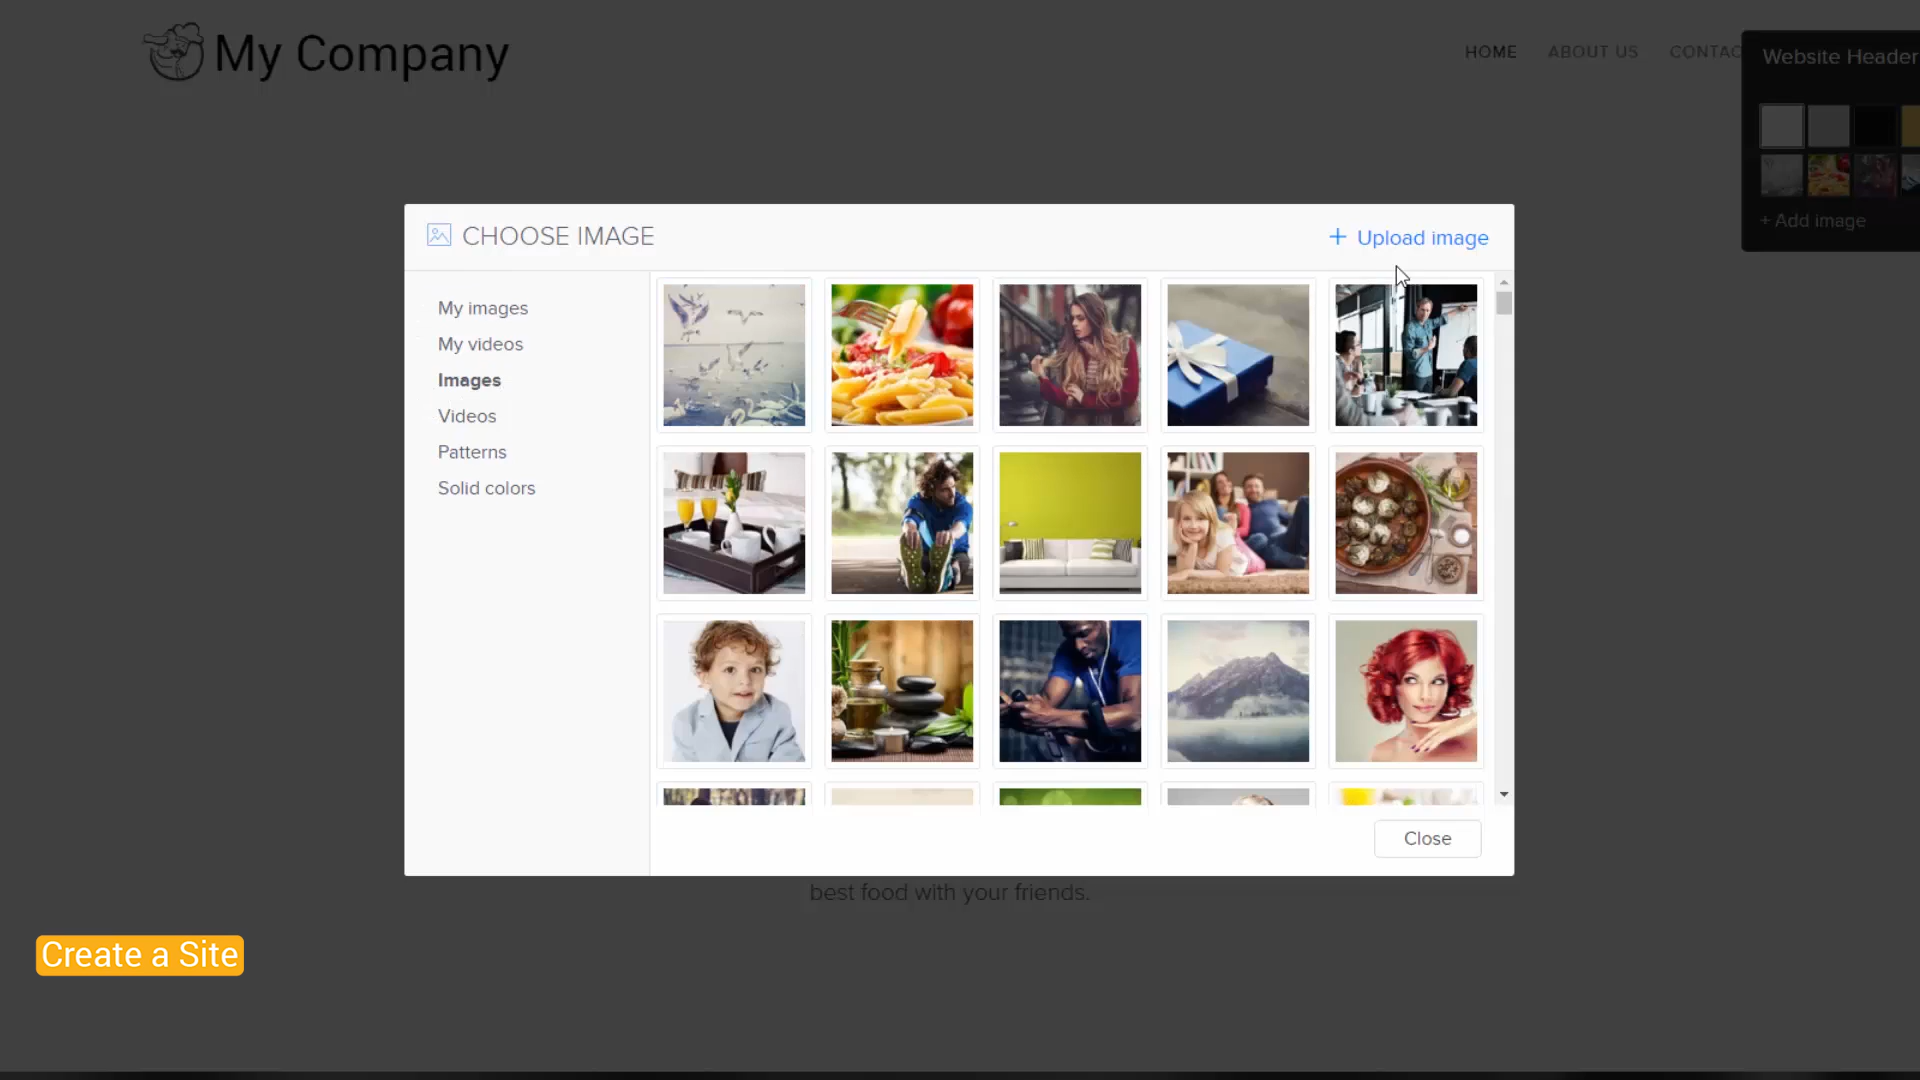 My Company
HOME
ABOUT US
Website Header
+ Add image
CHOOSE IMAGE
+ Upload image
My images
My videos
Images
Videos
Patterns
Solid colors
Close
best food with your friends.
Create a Site